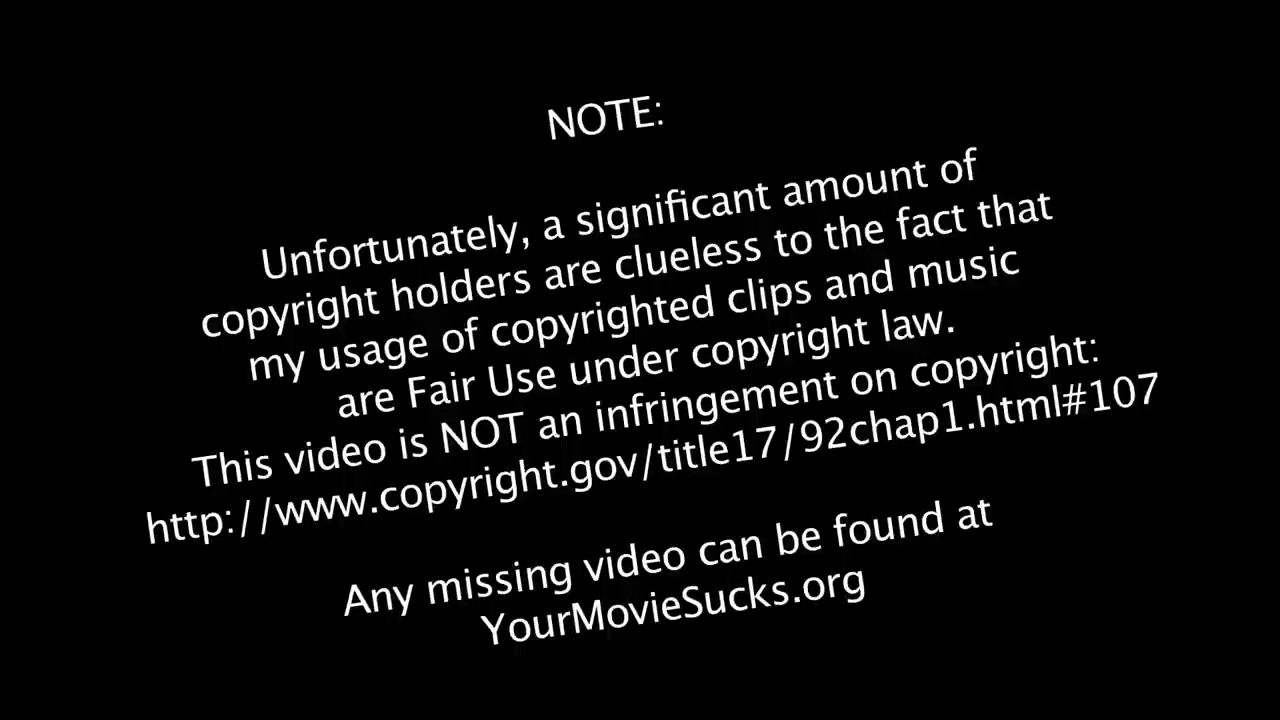 NOTE:
Unfortunately, a significant amount of
copyright holders are clueless to the fact that
my usage of copyrighted clips and music
are Fair Use under copyright law.
This video is NOT an infringement on copyright:
http://www.copyright.gov/title17/92chap1.html#107
Any missing video can be found at
YourMovieSucks.org